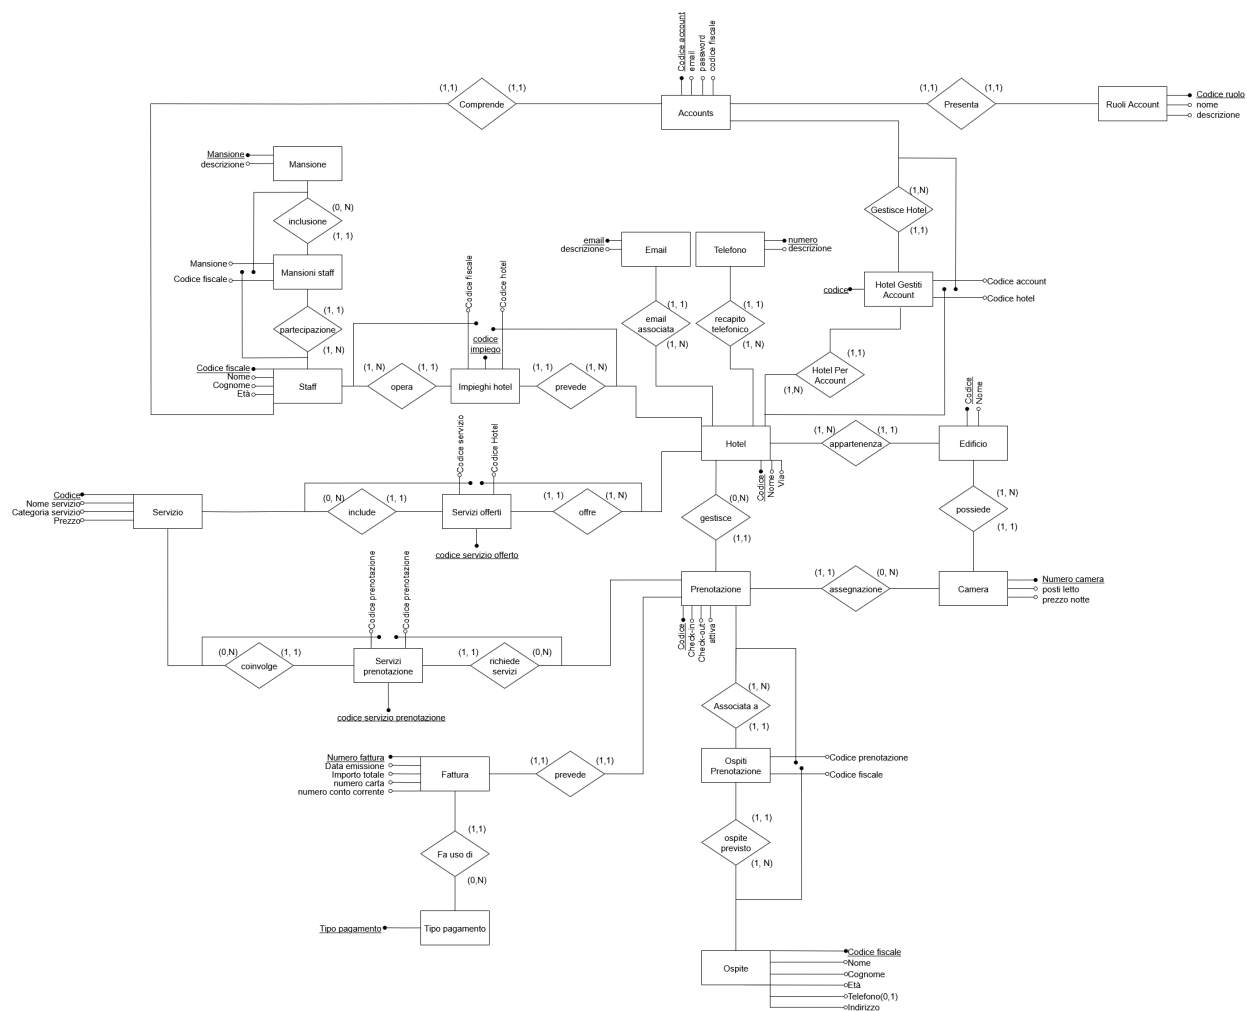 Codice account
email
password
codice fiscale
(1,1)
Comprende
(1,1)
Accounts
(1,1)
Presenta
(1,1)
Ruoli Account
Codice ruolo
nome
descrizione
Mansione
descrizione
Mansione
(0, N)
inclusione
(1, 1)
Mansione
Codice fiscale
Mansioni staff
(1, 1)
partecipazione
(1, N)
Codice fiscale
Nome
Cognome
Età
Staff
(1, N)
opera
(1, 1)
Codice fiscale
Codice hotel
codice
impiego
Impieghi hotel
(1, 1)
prevede
(1, N)
email
descrizione
Email
(1, 1)
email
associata
(1, N)
Telefono
numero
descrizione
(1, 1)
recapito
telefonico
(1, N)
(1,N)
Gestisce Hotel
(1,1)
codice
Hotel Gestiti
Account
Codice account
Codice hotel
(1,1)
Hotel Per
Account
(1,N)
Hotel
Codice
Nome
Via
(1, N)
appartenenza
(1, 1)
Codice
Nome
Edificio
(1, N)
possiede
(1, 1)
Codice
Nome servizio
Categoria servizio
Prezzo
Servizio
(0, N)
include
(1, 1)
Codice servizio
Codice Hotel
Servizi offerti
codice servizio offerto
(1, 1)
offre
(1, N)
(0,N)
gestisce
(1,1)
Prenotazione
Codice
Check-in
Check-out
attiva
(1, 1)
assegnazione
(0, N)
Camera
Numero camera
posti letto
prezzo notte
(0,N)
coinvolge
(1, 1)
Codice prenotazione
Codice prenotazione
Servizi
prenotazione
codice servizio prenotazione
(1, 1)
richiede
servizi
(0,N)
(1, N)
Associata a
(1, 1)
Ospiti
Prenotazione
Codice prenotazione
Codice fiscale
Numero fattura
Data emissione
Importo totale
numero carta
numero conto corrente
Fattura
(1,1)
prevede
(1,1)
(1,1)
Fa uso di
(0,N)
Tipo pagamento
Tipo pagamento
(1, 1)
ospite
previsto
(1, N)
Ospite
Codice fiscale
Nome
Cognome
Età
Telefono(0,1)
Indirizzo